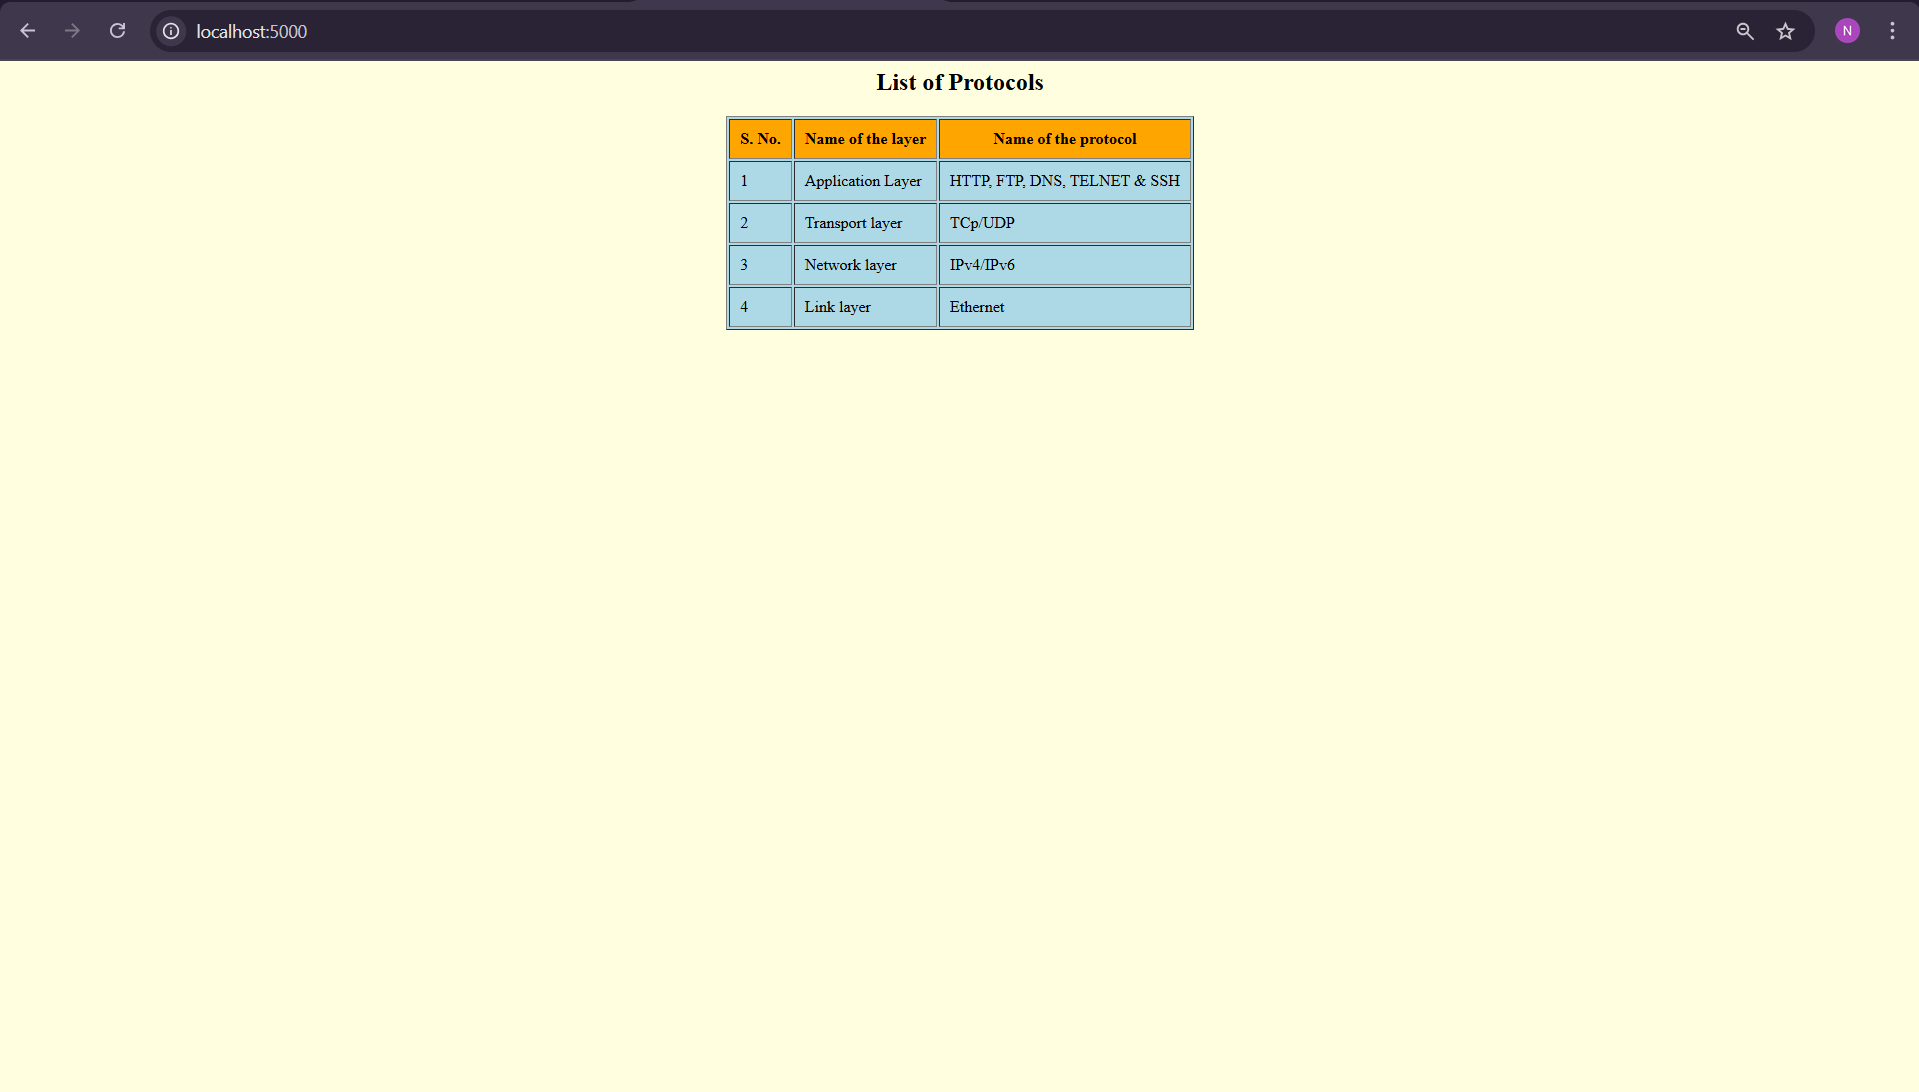 localhost:5000
N
List of Protocols
S. No. Name of the layer Name of the protocol
1 Application Layer HTTP, FTP, DNS, TELNET & SSH
2 Transport layer TCp/UDP
3 Network layer IPv4/IPv6
4 Link layer Ethernet